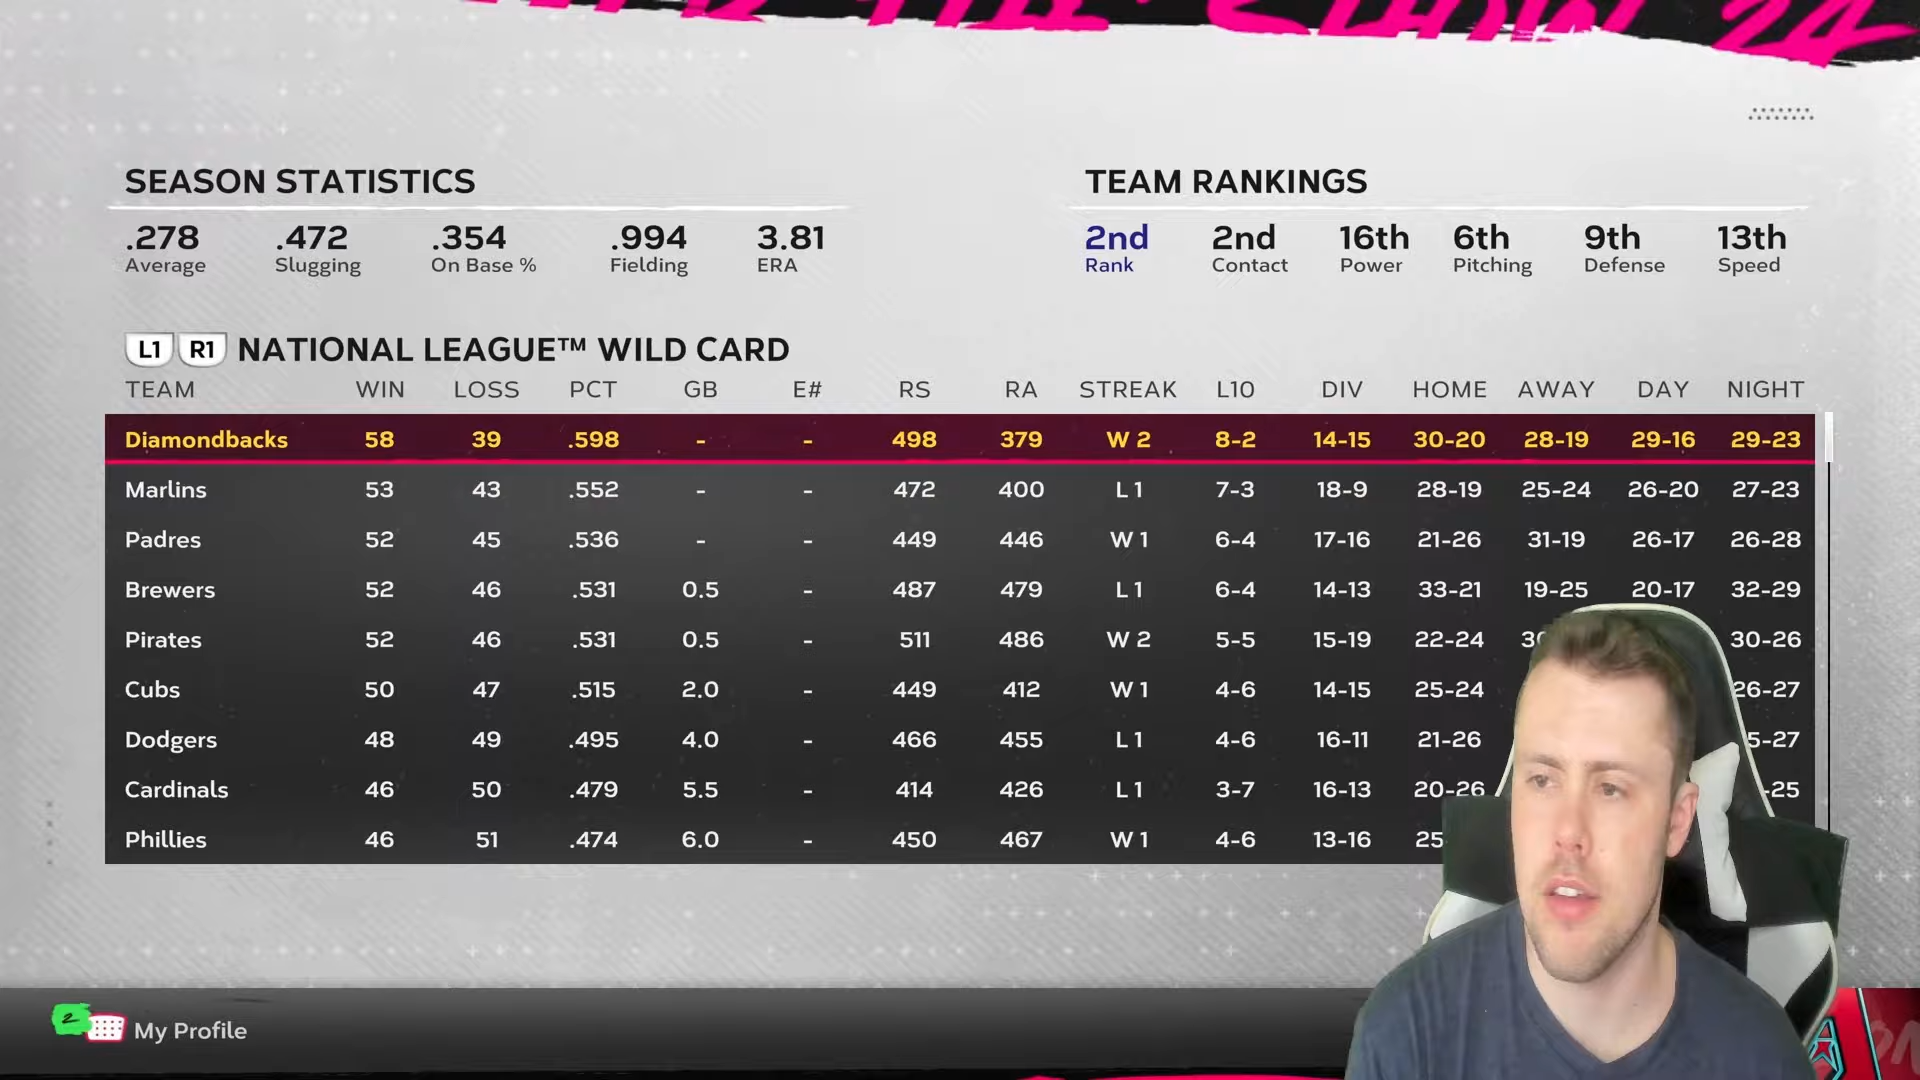 THE SHOW 24
SEASON STATISTICS
.278 .472 .354 .994 3.81
Average Slugging On Base % Fielding ERA
TEAM RANKINGS
2nd 2nd 16th 6th 9th 13th
Rank Contact Power Pitching Defense Speed
L1 R1 NATIONAL LEAGUE™ WILD CARD
TEAM WIN LOSS PCT GB E# RS RA STREAK L10 DIV HOME AWAY DAY NIGHT
Diamondbacks 58 39 .598 - - 498 379 W 2 8-2 14-15 30-20 28-19 29-16 29-23
Marlins 53 43 .552 - - 472 400 L 1 7-3 18-9 28-19 25-24 26-20 27-23
Padres 52 45 .536 - - 449 446 W 1 6-4 17-16 21-26 31-19 26-17 26-28
Brewers 52 46 .531 0.5 - 487 479 L 1 6-4 14-13 33-21 19-25 20-17 32-29
Pirates 52 46 .531 0.5 - 511 486 W 2 5-5 15-19 22-24 30-26
Cubs 50 47 .515 2.0 - 449 412 W 1 4-6 14-15 25-24 26-27
Dodgers 48 49 .495 4.0 - 466 455 L 1 4-6 16-11 21-26 5-27
Cardinals 46 50 .479 5.5 - 414 426 L 1 3-7 16-13 20-26 -25
Phillies 46 51 .474 6.0 - 450 467 W 1 4-6 13-16 25
2 My Profile